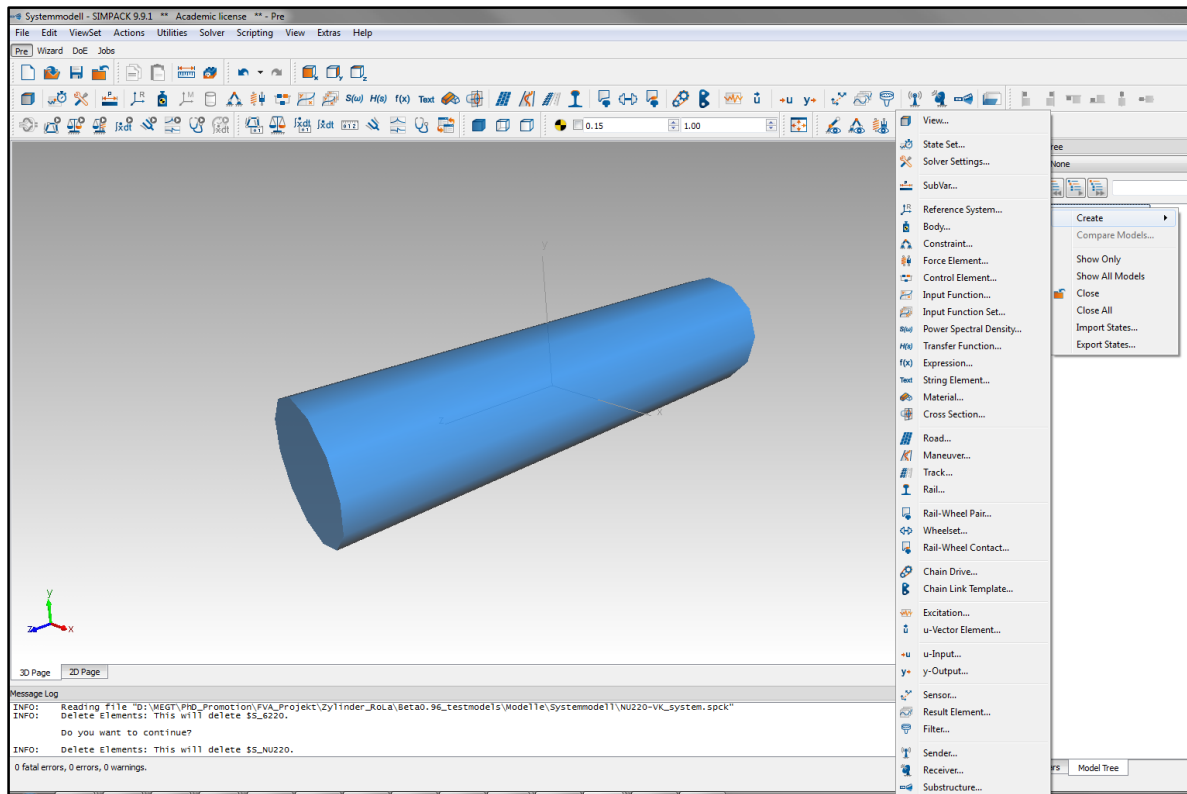 Systemmodell - SIMPACK 9.9.1 ** Academic license ** - Pre
File Edit ViewSet Actions Utilities Solver Scripting View Extras Help
Pre Wizard DoE Jobs
S(ω) H(s) f(x) Text
0.15 1.00
View...
State Set...
Solver Settings...
SubVar...
Reference System...
Body...
Constraint...
Force Element...
Control Element...
Input Function...
Input Function Set...
S(ω) Power Spectral Density...
H(s) Transfer Function...
f(x) Expression...
Text String Element...
Material...
Cross Section...
Road...
Maneuver...
Track...
Rail...
Rail-Wheel Pair...
Wheelset...
Rail-Wheel Contact...
Chain Drive...
Chain Link Template...
Excitation...
u-Vector Element...
u-Input...
y-Output...
Sensor...
Result Element...
Filter...
Sender...
Receiver...
Substructure...
ree
None
Create
Compare Models...
Show Only
Show All Models
Close
Close All
Import States...
Export States...
y
x
y
z x
3D Page 2D Page
Message Log
INFO: Reading file "D:\MEGT\PhD_Promotion\FVA_Projekt\Zylinder_RoLa\Beta0.96_testmodels\Modelle\Systemmodell\NU220-VK_system.spck"
INFO: Delete Elements: This will delete $S_6220.
Do you want to continue?
INFO: Delete Elements: This will delete $S_NU220.
0 fatal errors, 0 errors, 0 warnings.
rs Model Tree